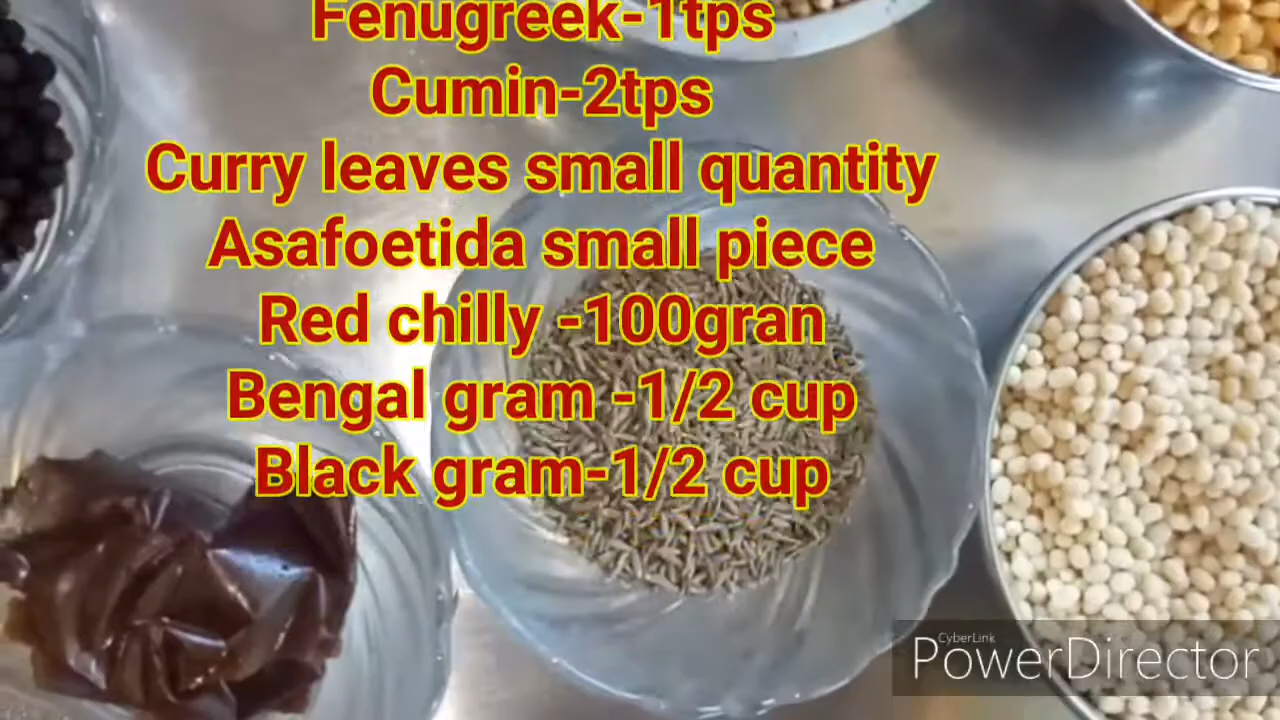 Fenugreek-1tps
Cumin-2tps
Curry leaves small quantity
Asafoetida small piece
Red chilly -100gran
Bengal gram -1/2 cup
Black gram-1/2 cup
CyberLink
PowerDirector